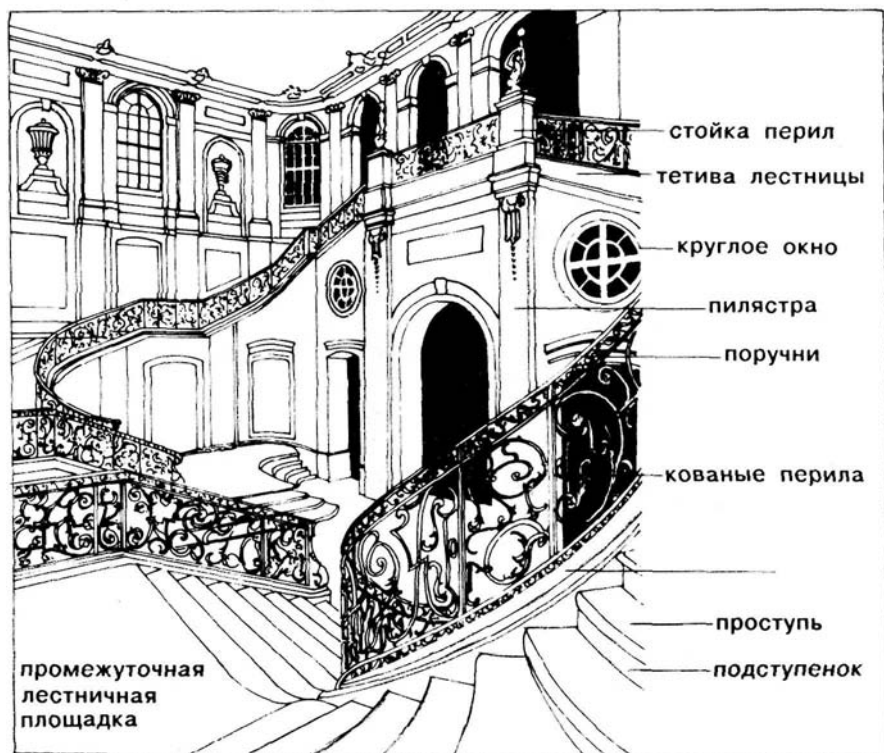 стойка перил
тетива лестницы
круглое окно
пилястра
поручни
кованые перила
проступь
подступенок
промежуточная
лестничная
площадка